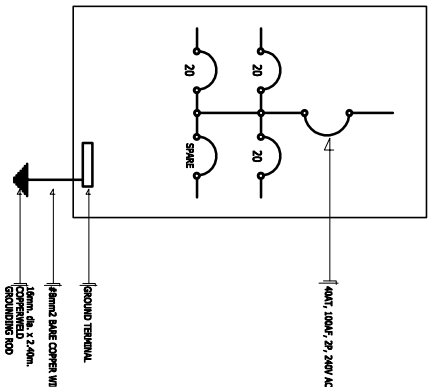 20
20
SPARE
20
40AT, 100AF, 2P, 240V AC
GROUND TERMINAL
#8mm2 BARE COPPER
16mm. dia. x 2.40m.
COPPERWELD
GROUNDING ROD